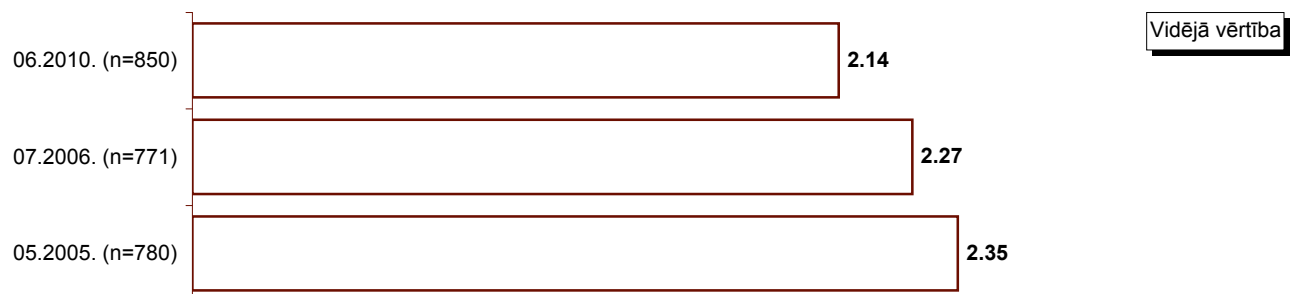 Vidējā vērtība
06.2010. (n=850) 2.14
07.2006. (n=771) 2.27
05.2005. (n=780) 2.35